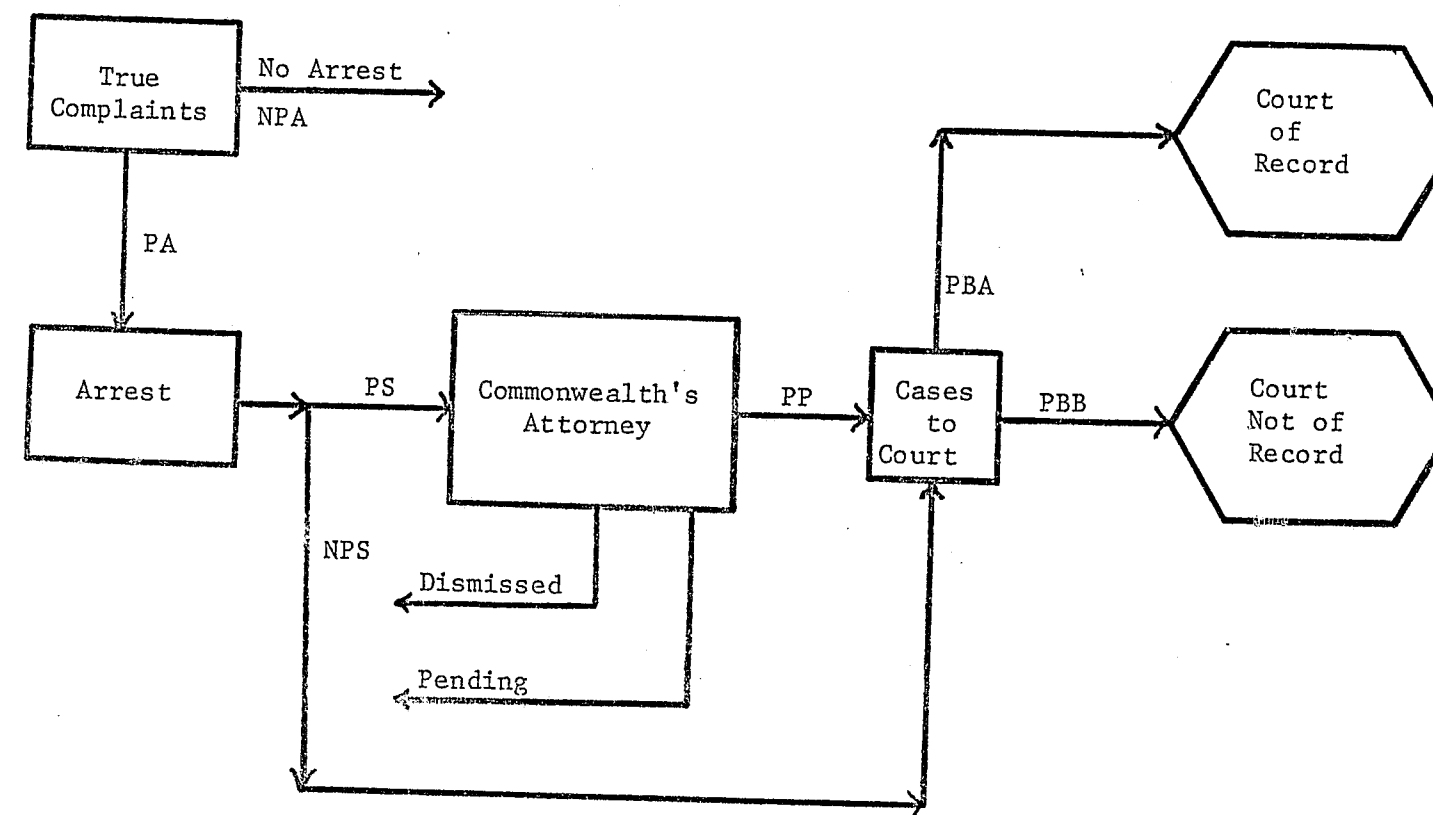 True
Complaints
No Arrest
NPA
PA
Arrest
PS
NPS
Commonwealth's
Attorney
Dismissed
Pending
PP
Cases
to
Court
PBA
PBB
Court
of
Record
Court
Not of
Record